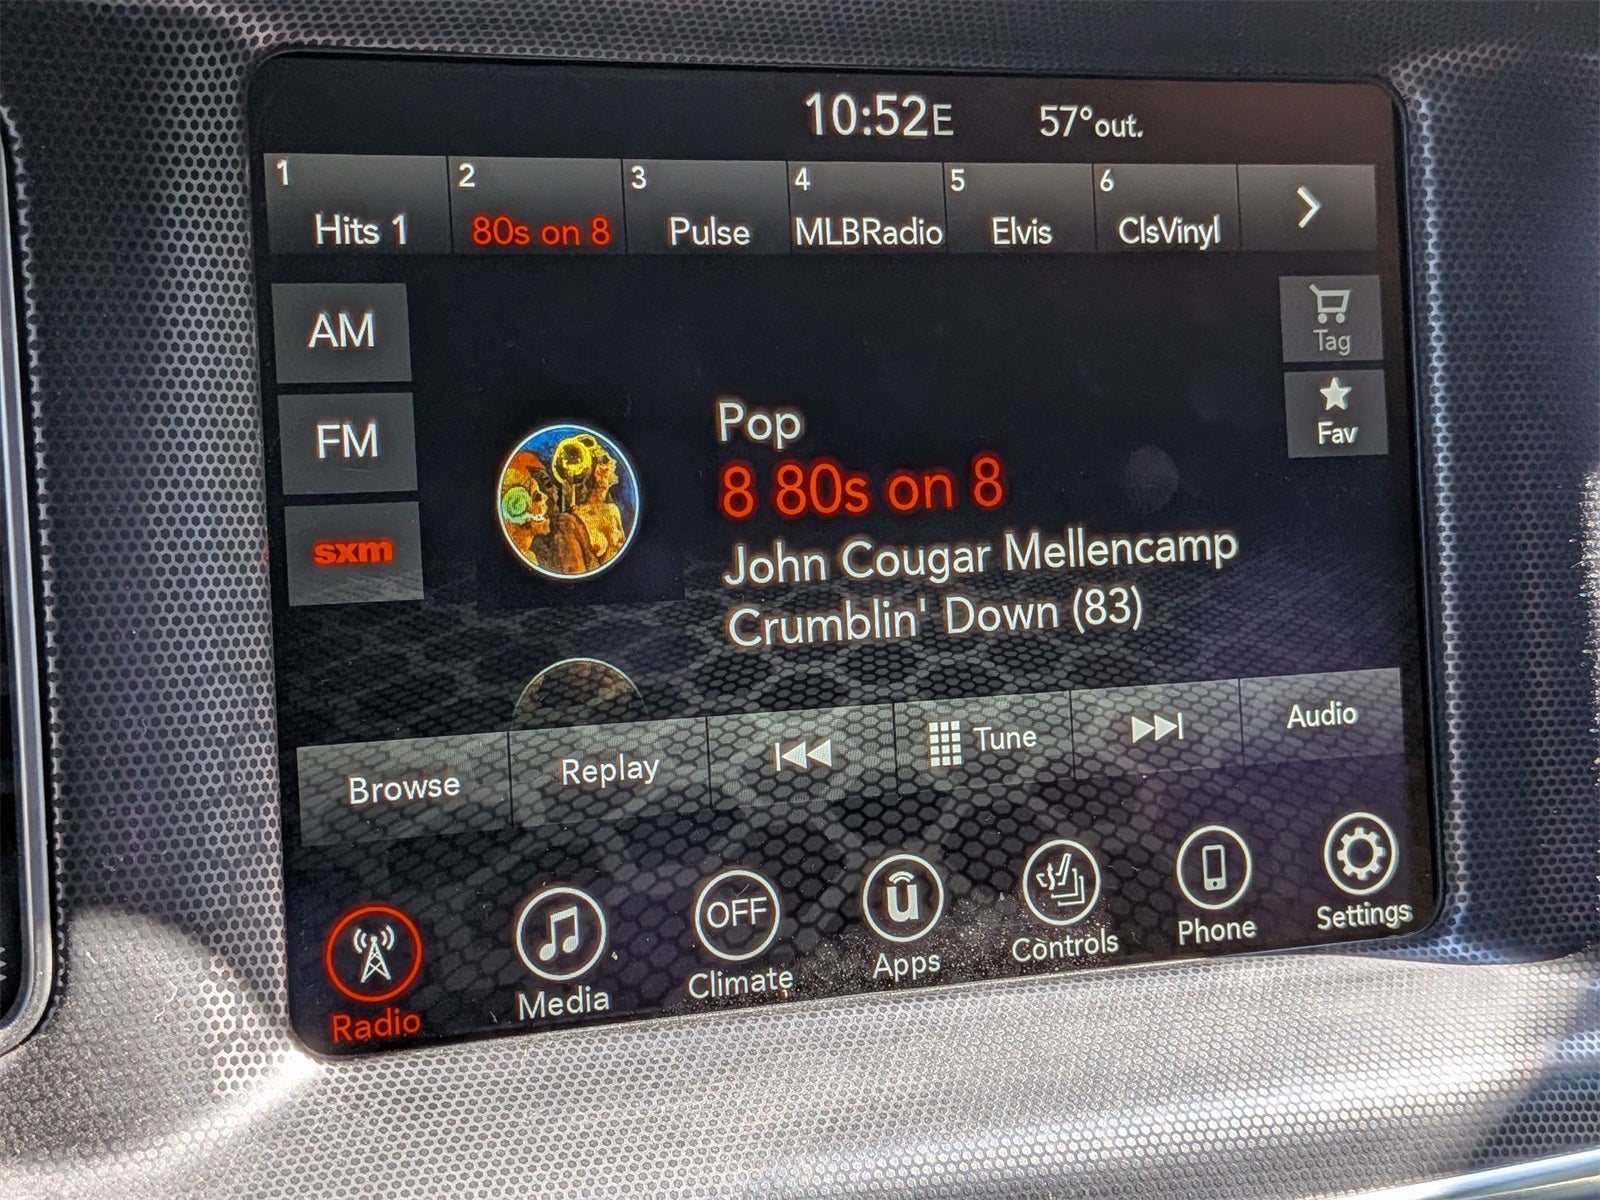 10:52E 57°out.
1 2 3 4 5 6
Hits 1 80s on 8 Pulse MLBRadio Elvis ClsVinyl
AM
FM
sxm
Tag
Fav
Pop
8 80s on 8
John Cougar Mellencamp
Crumblin' Down (83)
Browse Replay Tune Audio
OFF
u
Radio Media Climate Apps Controls Phone Settings